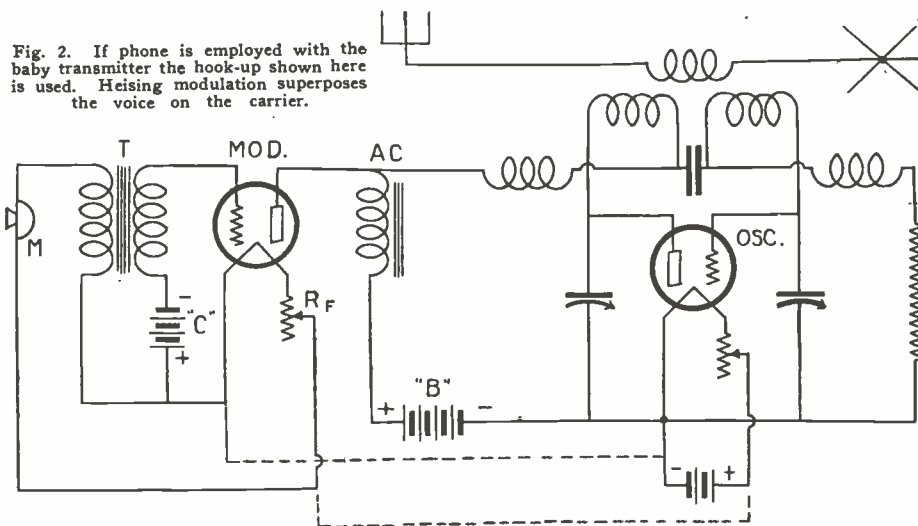 Fig. 2. If phone is employed with the
baby transmitter the hook-up shown here
is used. Heising modulation superposes
the voice on the carrier.
T
MOD.
AC
M
OSC.
RF
-
"C"
+
+ "B" -
- +